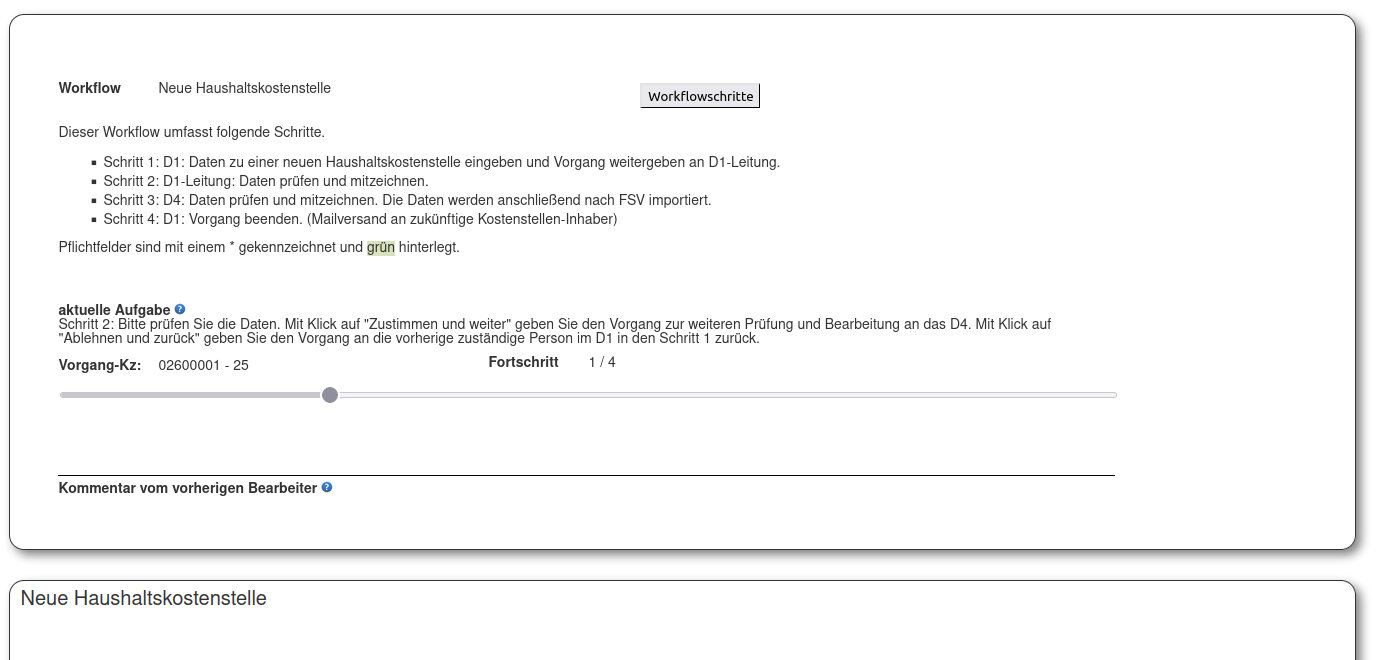 Workflow Neue Haushaltskostenstelle Workflowschritte
Dieser Workflow umfasst folgende Schritte.
Schritt 1: D1: Daten zu einer neuen Haushaltskostenstelle eingeben und Vorgang weitergeben an D1-Leitung.
Schritt 2: D1-Leitung: Daten prüfen und mitzeichnen.
Schritt 3: D4: Daten prüfen und mitzeichnen. Die Daten werden anschließend nach FSV importiert.
Schritt 4: D1: Vorgang beenden. (Mailversand an zukünftige Kostenstellen-Inhaber)
Pflichtfelder sind mit einem * gekennzeichnet und grün hinterlegt.
aktuelle Aufgabe ?
Schritt 2: Bitte prüfen Sie die Daten. Mit Klick auf "Zustimmen und weiter" geben Sie den Vorgang zur weiteren Prüfung und Bearbeitung an das D4. Mit Klick auf
"Ablehnen und zurück" geben Sie den Vorgang an die vorherige zuständige Person im D1 in den Schritt 1 zurück.
Vorgang-Kz: 02600001 - 25 Fortschritt 1 / 4
Kommentar vom vorherigen Bearbeiter ?
Neue Haushaltskostenstelle